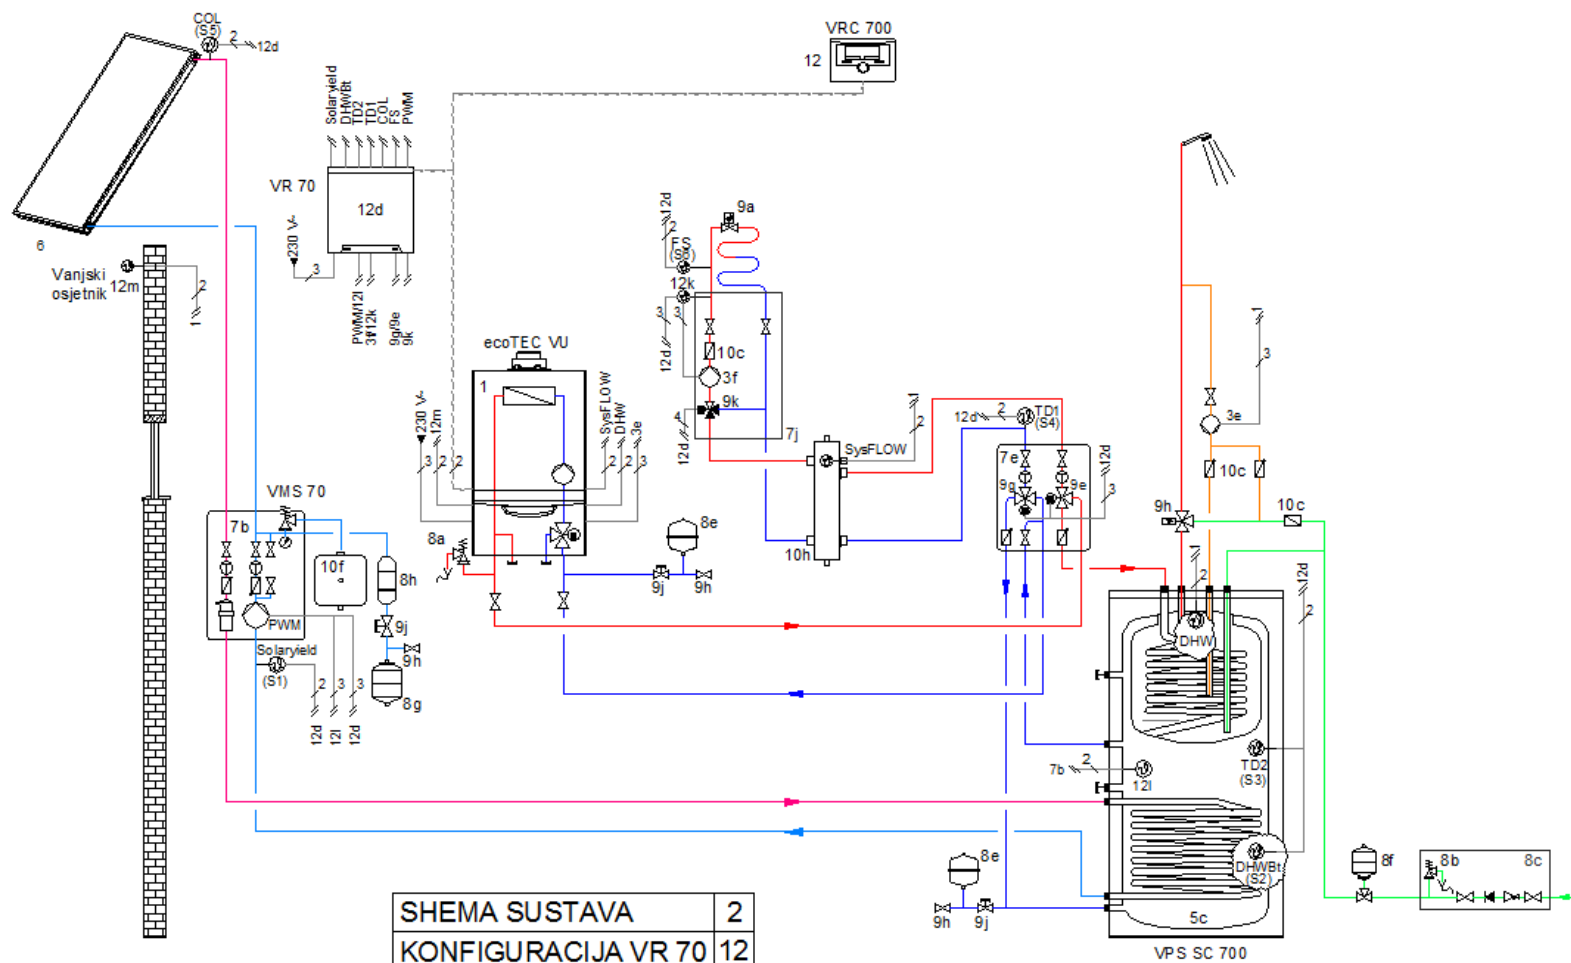 COL
(S5)
2
12d
6
Vanjski
osjetnik
12m
2
1
VR 70
Solaryield
DHWBt
TD2
TD1
COL
FS
PWM
12d
230 V~
3
PWM/12l
3f/12k
9g/9e
9k
VRC 700
12
ecoTEC VU
1
230 V~
12m
3
2
2
SysFLOW
DHW
3e
2
2
3
8a
12d
2
FS
(S6)
9a
12k
3
3
12d
10c
3f
9k
4
12d
7j
SysFLOW
1
2
10h
12d
2
TD1
(S4)
7e
9g
9e
12d
3
8e
9j
9h
VMS 70
7b
10f
PWM
8h
9j
9h
8g
Solaryield
(S1)
2
3
3
12d
12l
12d
1
3
3e
10c
10c
9h
1
2
DHW
12d
2
TD2
(S3)
7b
2
12l
DHWBt
(S2)
5c
VPS SC 700
8e
9h
9j
8f
8b
8c
SHEMA SUSTAVA 2
KONFIGURACIJA VR 70 12